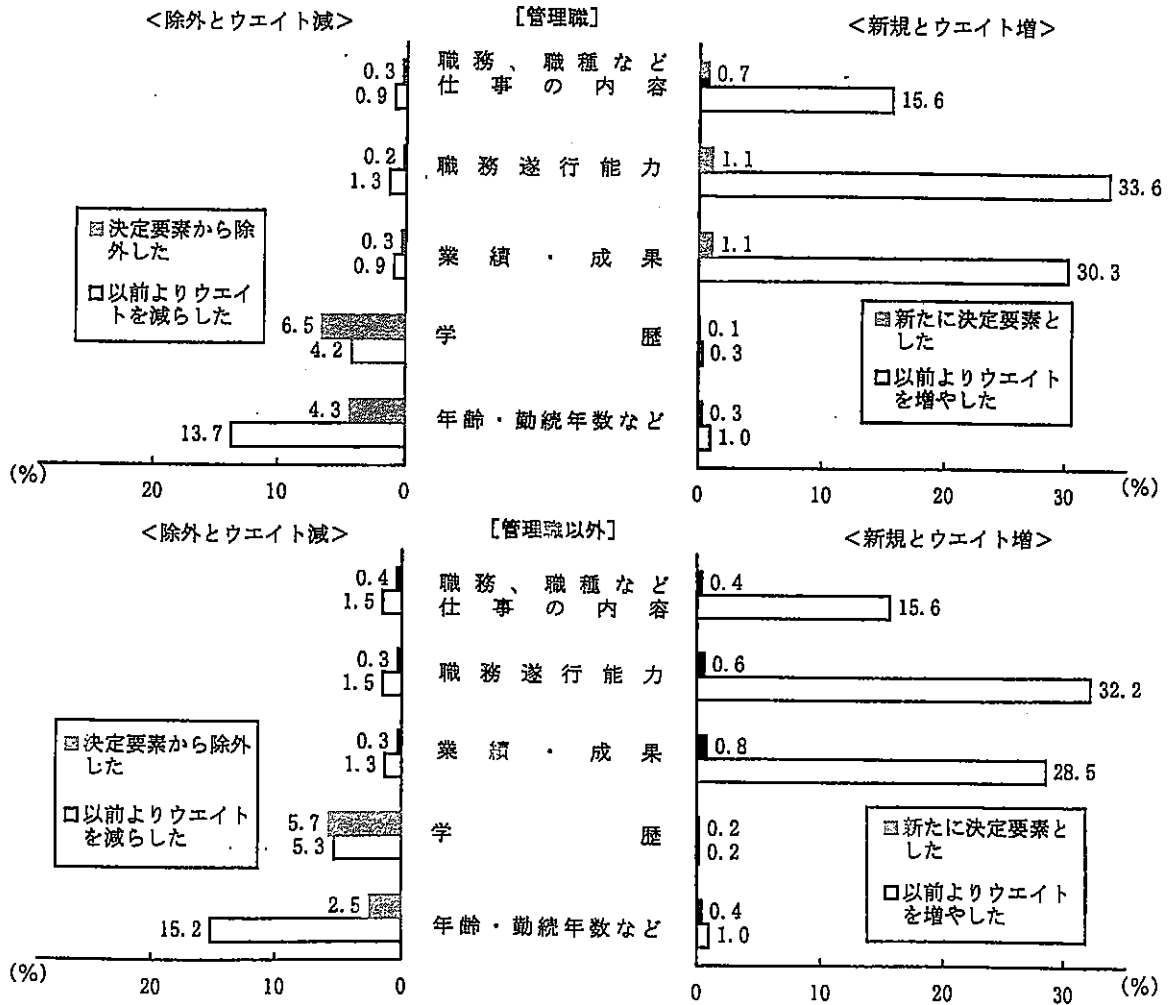 <除外とウエイト減>
[管理職]
<新規とウエイト増>
0.3
0.9
職務、職種など
仕事の内容
0.7
15.6
0.2
1.3
職務遂行能力
1.1
33.6
0.3
0.9
業績・成果
1.1
30.3
6.5
4.2
学歴
0.1
0.3
4.3
13.7
年齢・勤続年数など
0.3
1.0
決定要素から除
外した
以前よりウエイ
トを減らした
新たに決定要素と
した
以前よりウエイト
を増やした
(%) 20 10 0
0 10 20 30 (%)
<除外とウエイト減>
[管理職以外]
<新規とウエイト増>
0.4
1.5
職務、職種など
仕事の内容
0.4
15.6
0.3
1.5
職務遂行能力
0.6
32.2
0.3
1.3
業績・成果
0.8
28.5
5.7
5.3
学歴
0.2
0.2
2.5
15.2
年齢・勤続年数など
0.4
1.0
決定要素から除外
した
以前よりウエイト
を減らした
新たに決定要素と
した
以前よりウエイト
を増やした
(%) 20 10 0
0 10 20 30 (%)